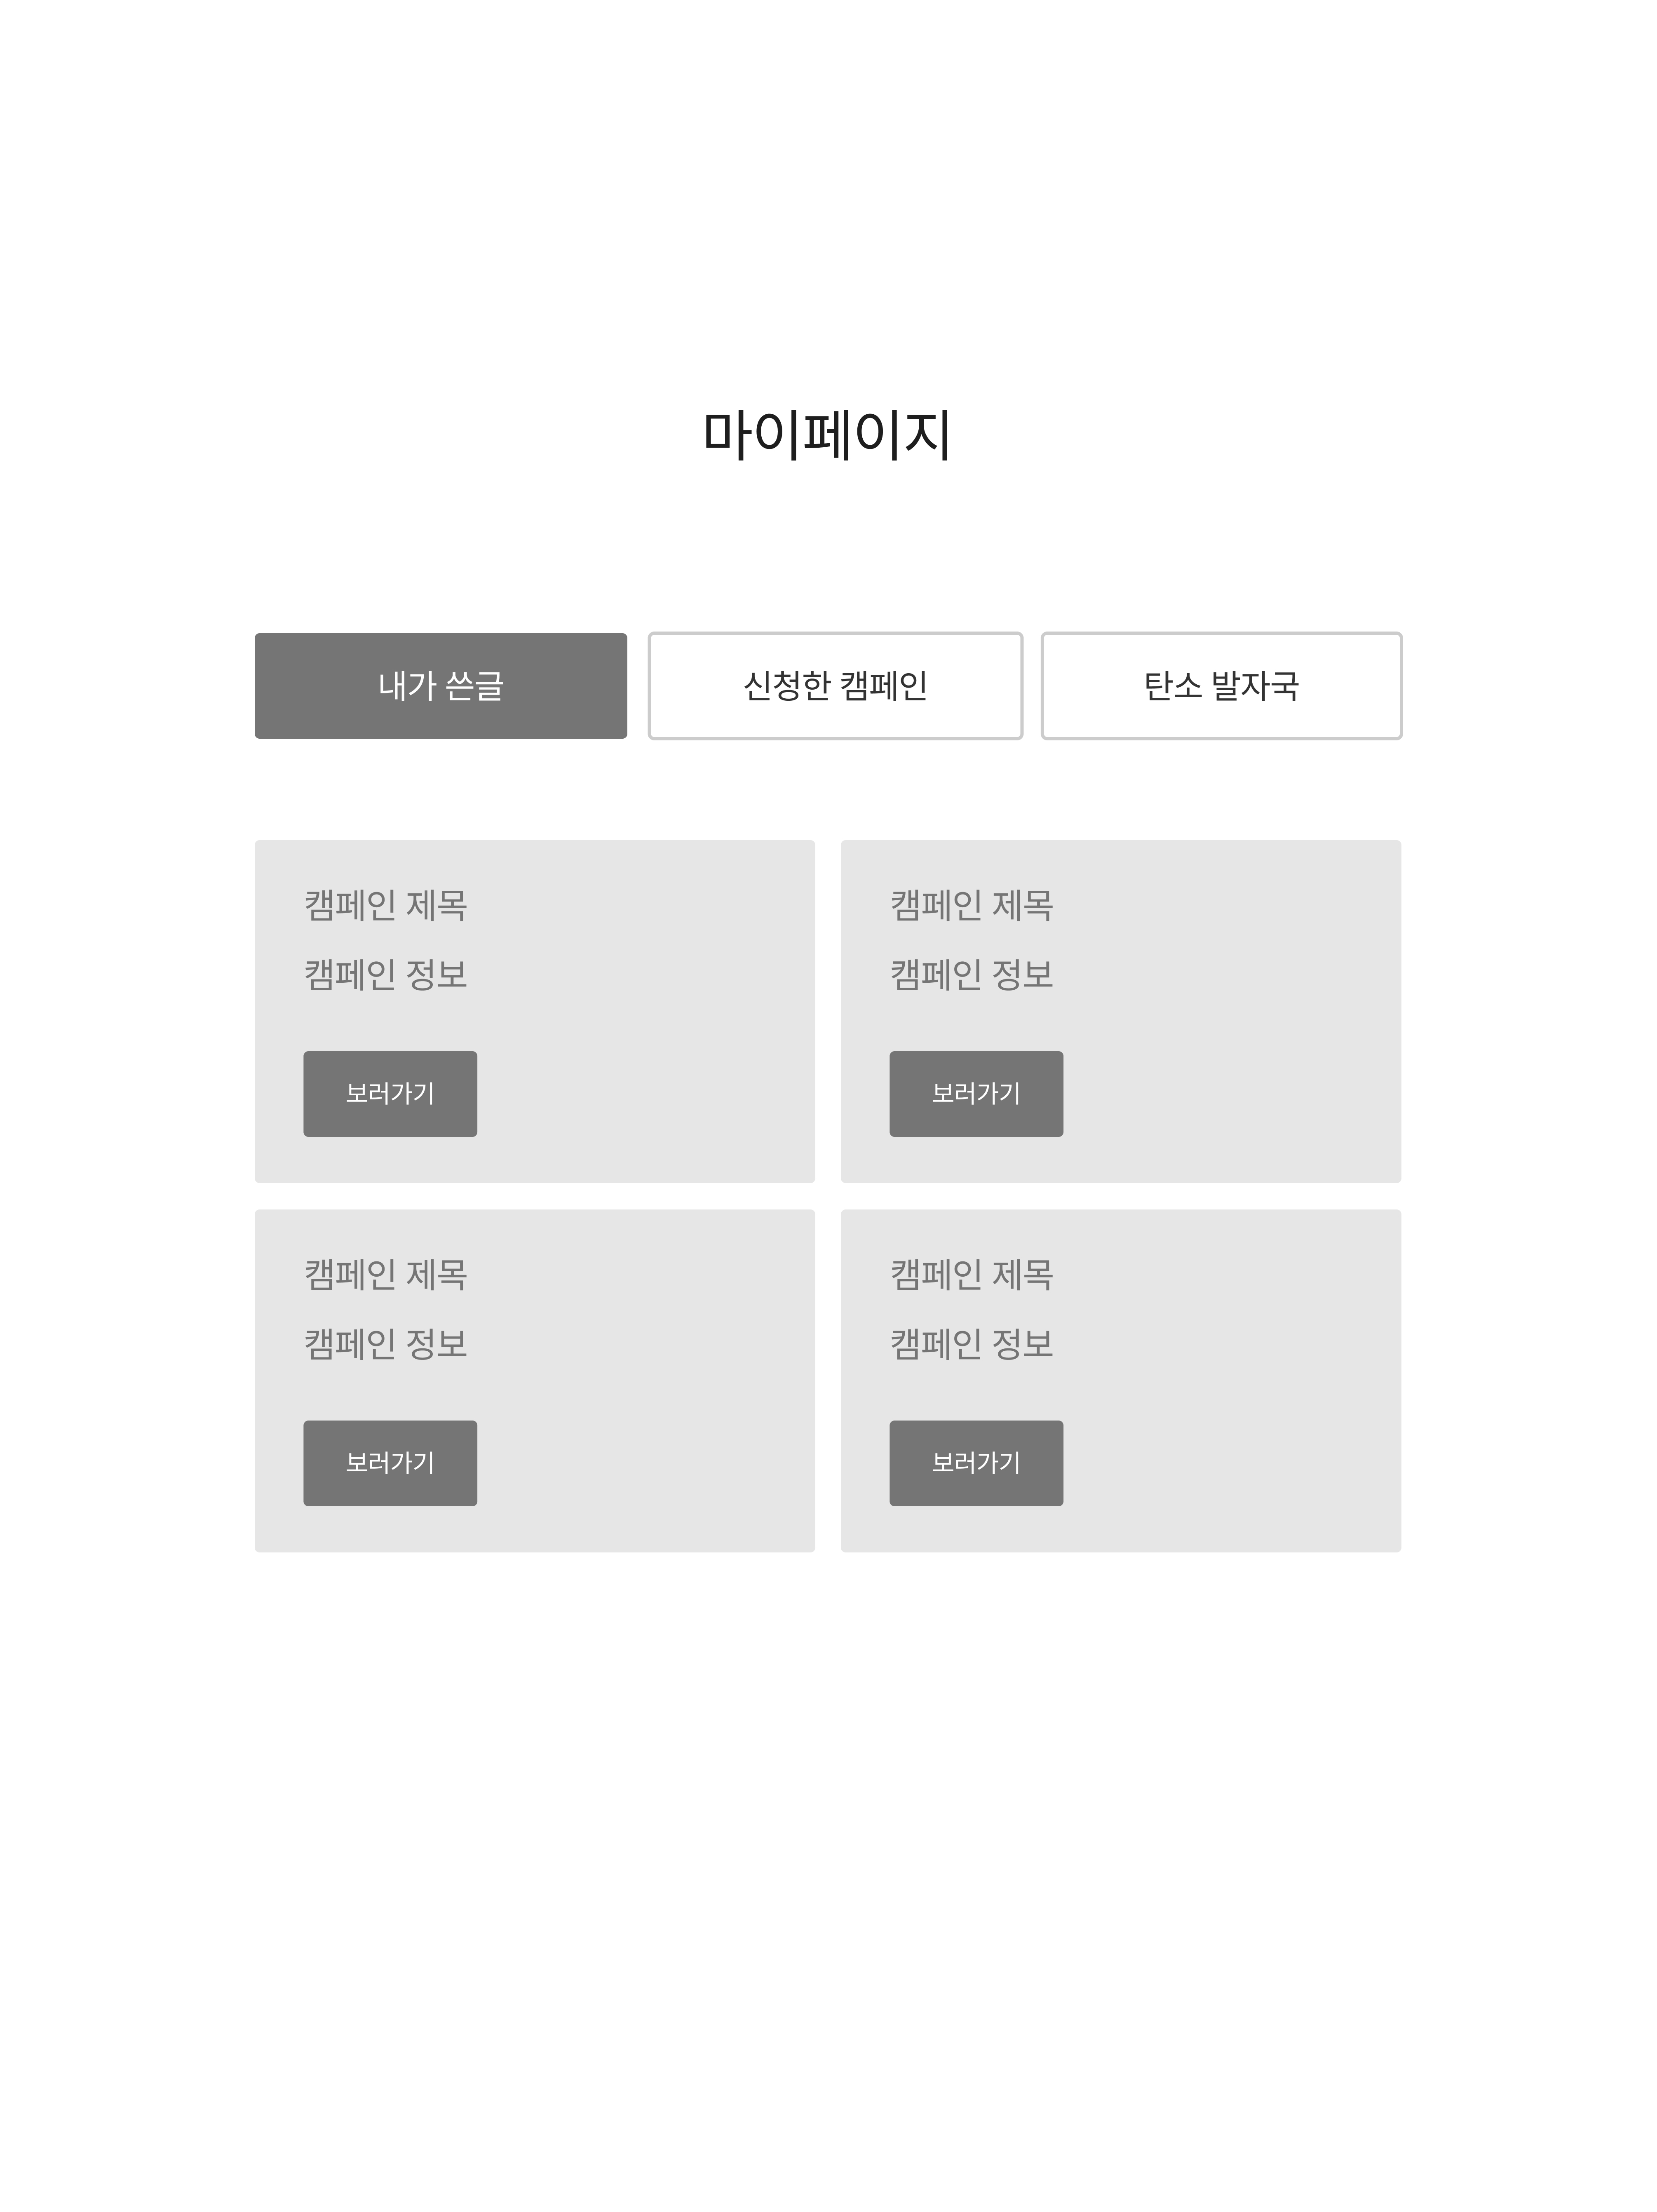 마이페이지
내가 쓴글
신청한 캠페인
탄소 발자국
캠페인 제목
캠페인 정보
보러가기
캠페인 제목
캠페인 정보
보러가기
캠페인 제목
캠페인 정보
보러가기
캠페인 제목
캠페인 정보
보러가기